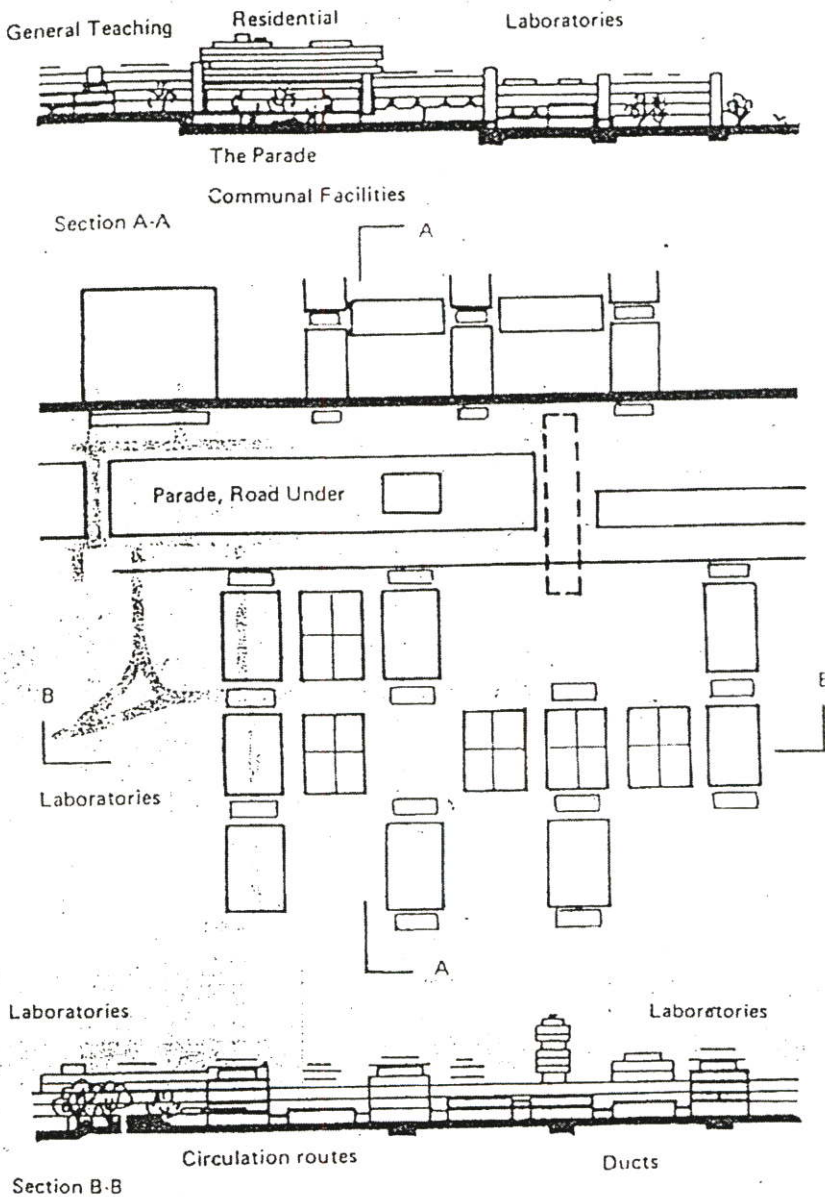 General Teaching
Residential
Laboratories
The Parade
Communal Facilities
Section A-A
A
Parade, Road Under
B
B
Laboratories
A
Laboratories
Laboratories
Circulation routes
Ducts
Section B-B